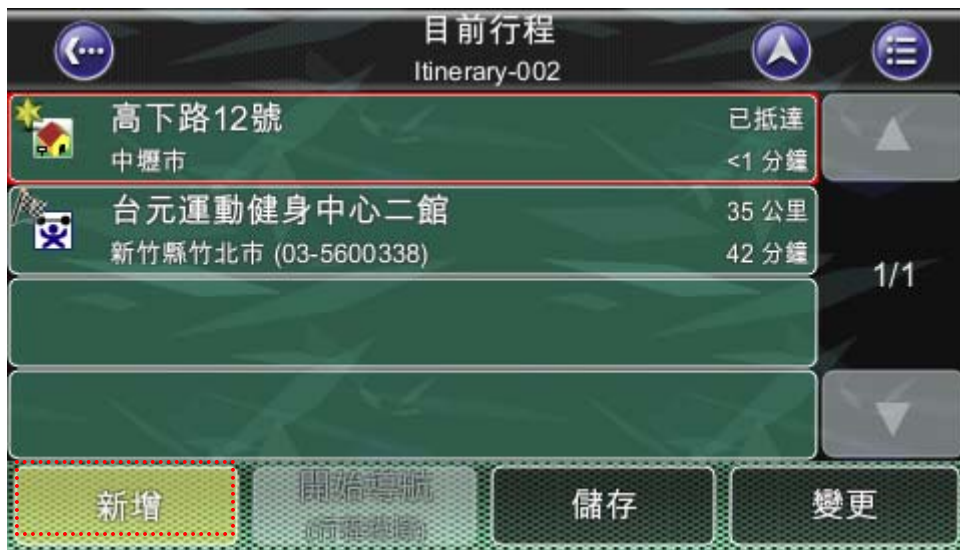 目前行程
Itinerary-002
高下路12號
已抵達
中壢市
<1 分鐘
台元運動健身中心二館
35 公里
新竹縣竹北市 (03-5600338)
42 分鐘
1/1
新增
開始導航
儲存
變更